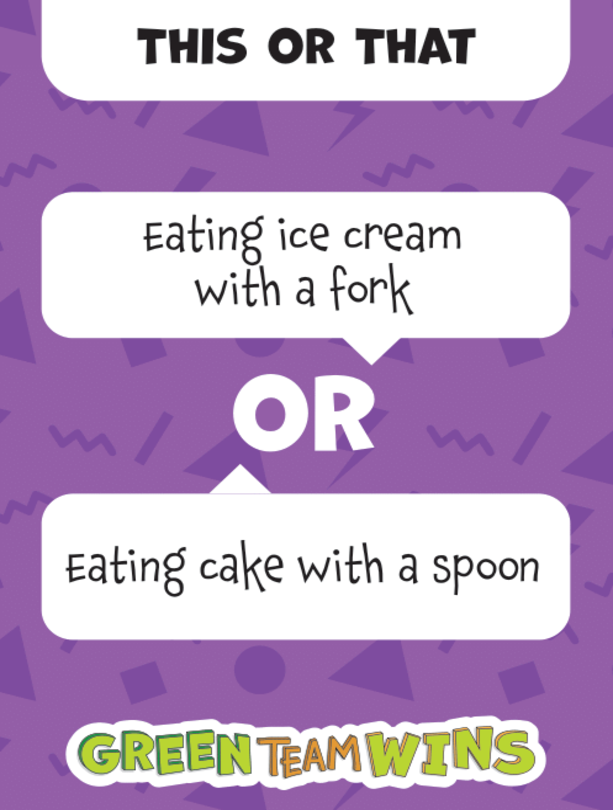 THIS OR THAT
Eating ice cream
with a fork
OR
Eating cake with a spoon
GREEN TEAM WINS